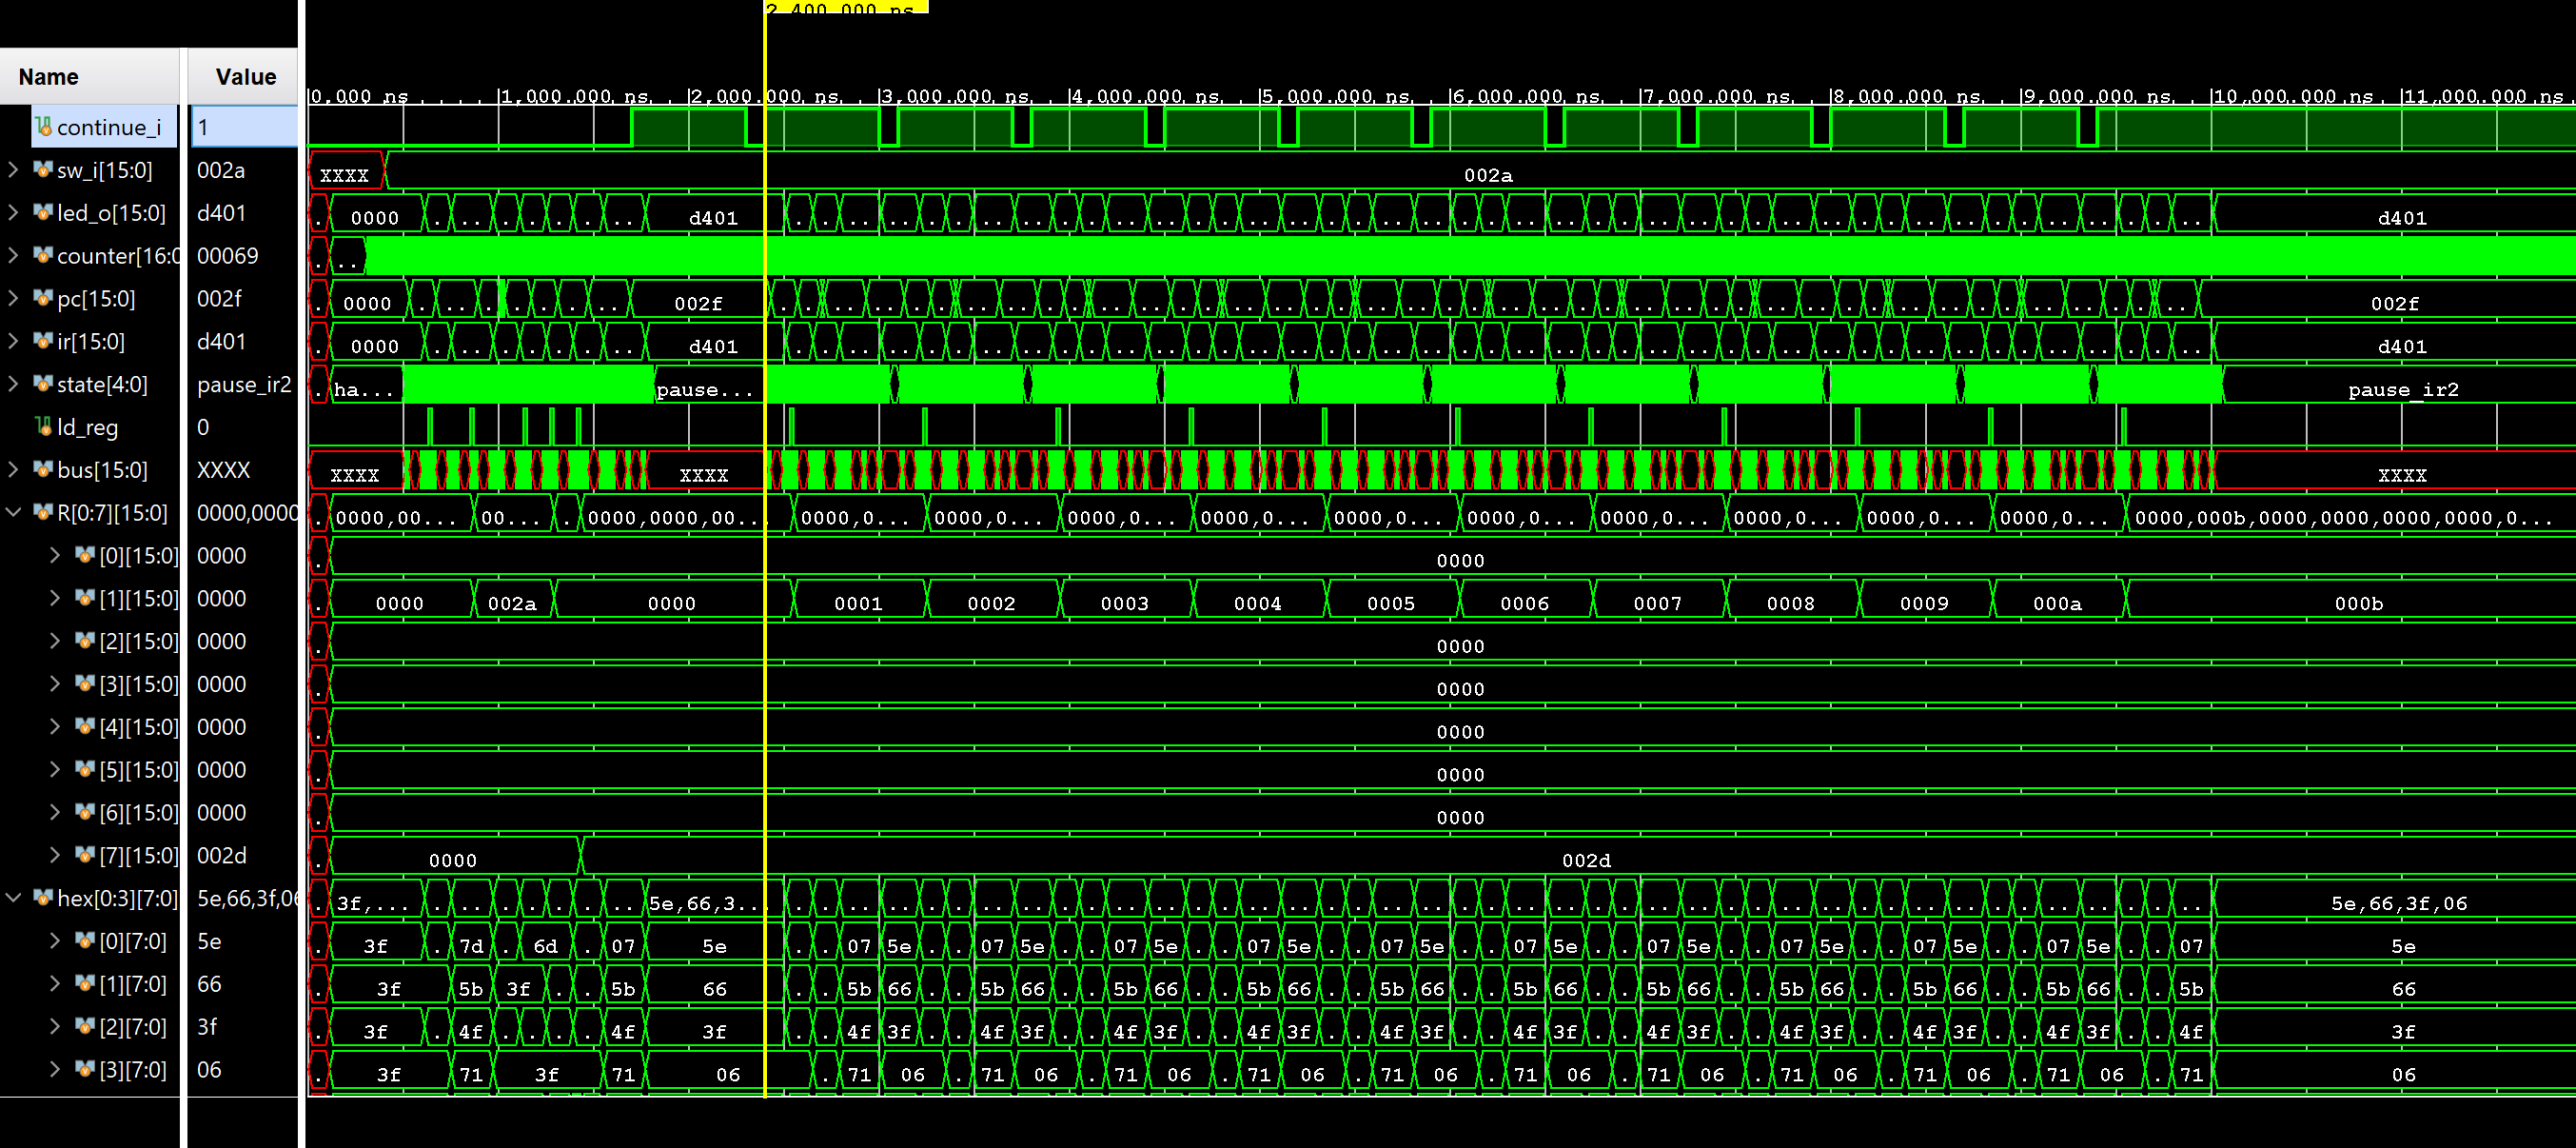 2,400.000 ns
Name Value
0.000 ns 1,000.000 ns 2,000.000 ns 3,000.000 ns 4,000.000 ns 5,000.000 ns 6,000.000 ns 7,000.000 ns 8,000.000 ns 9,000.000 ns 10,000.000 ns 11,000.000 ns
continue_i 1
sw_i[15:0] 002a XXXX 002a
led_o[15:0] d401 . 0000 . .. . . . . .. d401 d401
counter[16:0 00069 . ..
pc[15:0] 002f . 0000 002f 002f
ir[15:0] d401 . 0000 d401 d401
state[4:0] pause_ir2 . ha... pause... pause_ir2
ld_reg 0
bus[15:0] XXXX XXXX XXXX XXXX
R[0:7][15:0] 0000,0000 . 0000,00... 00... . 0000,0000,00... 0000,0... 0000,0... 0000,0... 0000,0... 0000,0... 0000,0... 0000,0... 0000,0... 0000,0... 0000,0... 0000,000b,0000,0000,0000,0000,0...
[0][15:0] 0000 . 0000
[1][15:0] 0000 . 0000 002a 0000 0001 0002 0003 0004 0005 0006 0007 0008 0009 000a 000b
[2][15:0] 0000 . 0000
[3][15:0] 0000 . 0000
[4][15:0] 0000 . 0000
[5][15:0] 0000 . 0000
[6][15:0] 0000 . 0000
[7][15:0] 002d . 0000 002d
hex[0:3][7:0] 5e,66,3f,06 . 3f,... 5e,66,3... 5e,66,3f,06
[0][7:0] 5e . 3f . 7d . 6d . 07 5e . . 07 5e . . 07 5e . . 07 5e . . 07 5e . . 07 5e . . 07 5e . . 07 5e . . 07 5e . . 07 5e . . 07 5e . . 07 5e
[1][7:0] 66 . 3f 5b 3f . . 5b 66 . . 5b 66 . . 5b 66 . . 5b 66 . . 5b 66 . . 5b 66 . . 5b 66 . . 5b 66 . . 5b 66 . . 5b 66 . . 5b 66 . . 5b 66
[2][7:0] 3f . 3f . 4f . . . . 4f 3f . . 4f 3f . . 4f 3f . . 4f 3f . . 4f 3f . . 4f 3f . . 4f 3f . . 4f 3f . . 4f 3f . . 4f 3f . . 4f 3f . . 4f 3f
[3][7:0] 06 . 3f 71 3f 71 06 . 71 06 . 71 06 . 71 06 . 71 06 . 71 06 . 71 06 . 71 06 . 71 06 . 71 06 . 71 06 . 71 06